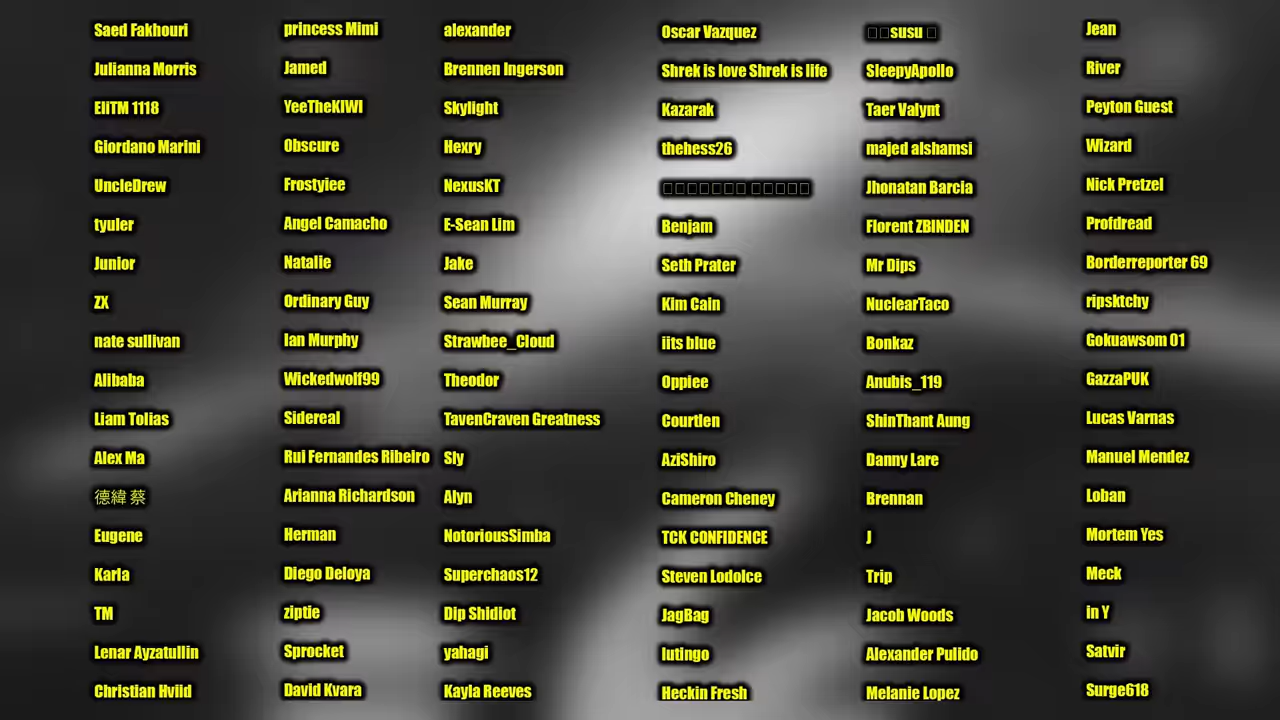 Saed Fakhouri
Julianna Morris
EliTM 1118
Giordano Marini
UncleDrew
tyuler
Junior
ZX
nate sullivan
Alibaba
Liam Tolias
Alex Ma
德緯 蔡
Eugene
Karla
TM
Lenar Ayzatullin
Christian Hviid
princess Mimi
Jamed
YeeTheKIWI
Obscure
Frostyiee
Angel Camacho
Natalie
Ordinary Guy
Ian Murphy
Wickedwolf99
Sidereal
Rui Fernandes Ribeiro
Arianna Richardson
Herman
Diego Deloya
ziptie
Sprocket
David Kvara
alexander
Brennen Ingerson
Skylight
Hexry
NexusKT
E-Sean Lim
Jake
Sean Murray
Strawbee_Cloud
Theodor
TavenCraven Greatness
Sly
Alyn
NotoriousSimba
Superchaos12
Dip Shidiot
yahagi
Kayla Reeves
Oscar Vazquez
Shrek is love Shrek is life
Kazarak
thehess26
Benjam
Seth Prater
Kim Cain
iits blue
Oppiee
Courtlen
AziShiro
Cameron Cheney
TCK CONFIDENCE
Steven Lodolce
JagBag
lutingo
Heckin Fresh
susu
SleepyApollo
Taer Valynt
majed alshamsi
Jhonatan Barcia
Florent ZBINDEN
Mr Dips
NuclearTaco
Bonkaz
Anubis_119
ShinThant Aung
Danny Lare
Brennan
J
Trip
Jacob Woods
Alexander Pulido
Melanie Lopez
Jean
River
Peyton Guest
Wizard
Nick Pretzel
Profdread
Borderreporter 69
ripsktchy
Gokuawsom 01
GazzaPUK
Lucas Varnas
Manuel Mendez
Loban
Mortem Yes
Meck
in Y
Satvir
Surge618